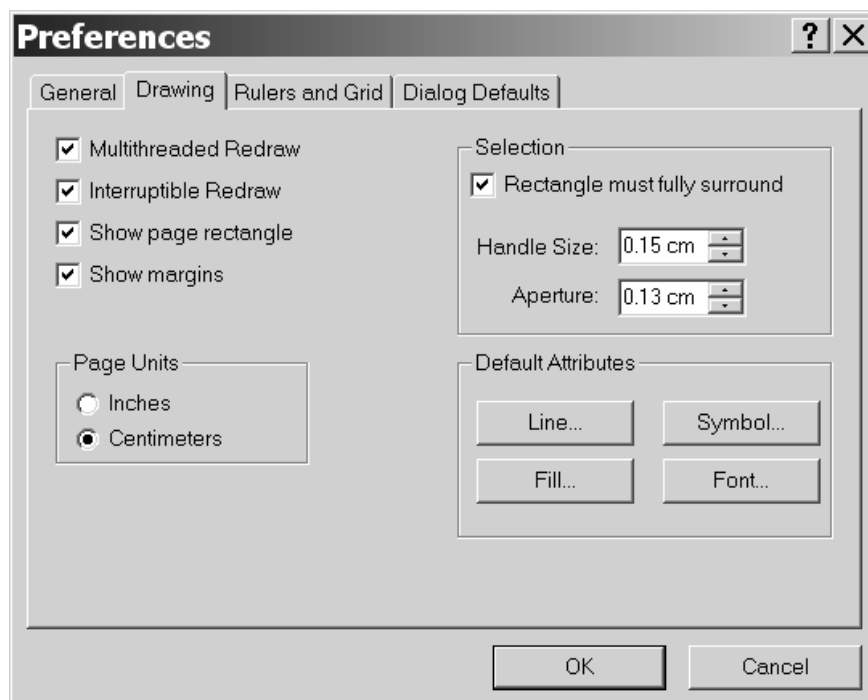 Preferences
General Drawing Rulers and Grid Dialog Defaults
Multithreaded Redraw
Interruptible Redraw
Show page rectangle
Show margins
Selection
Rectangle must fully surround
Handle Size: 0.15 cm
Aperture: 0.13 cm
Page Units
Inches
Centimeters
Default Attributes
Line... Symbol...
Fill... Font...
OK Cancel